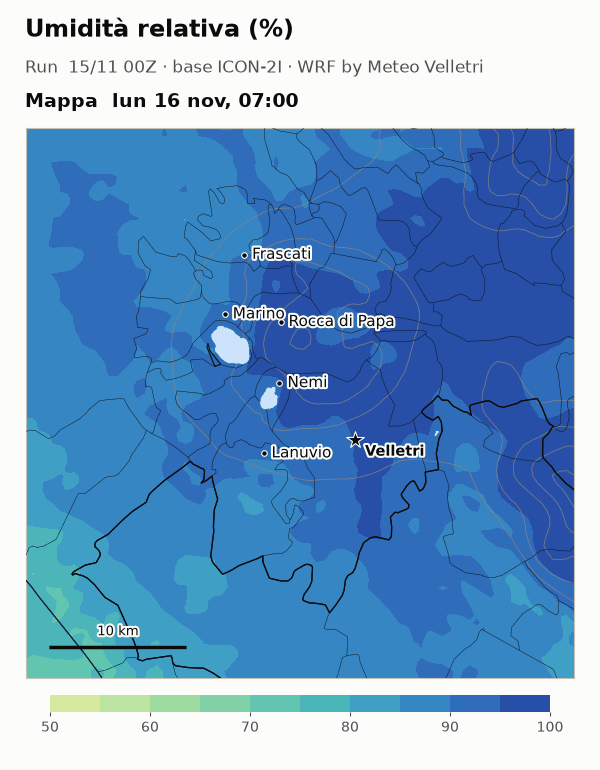 Umidità relativa (%)
Run  15/11 00Z · base ICON-2I · WRF by Meteo Velletri
Mappa  lun 16 nov, 07:00
Frascati
Marino
Rocca di Papa
Nemi
Velletri
Lanuvio
10 km
50 60 70 80 90 100